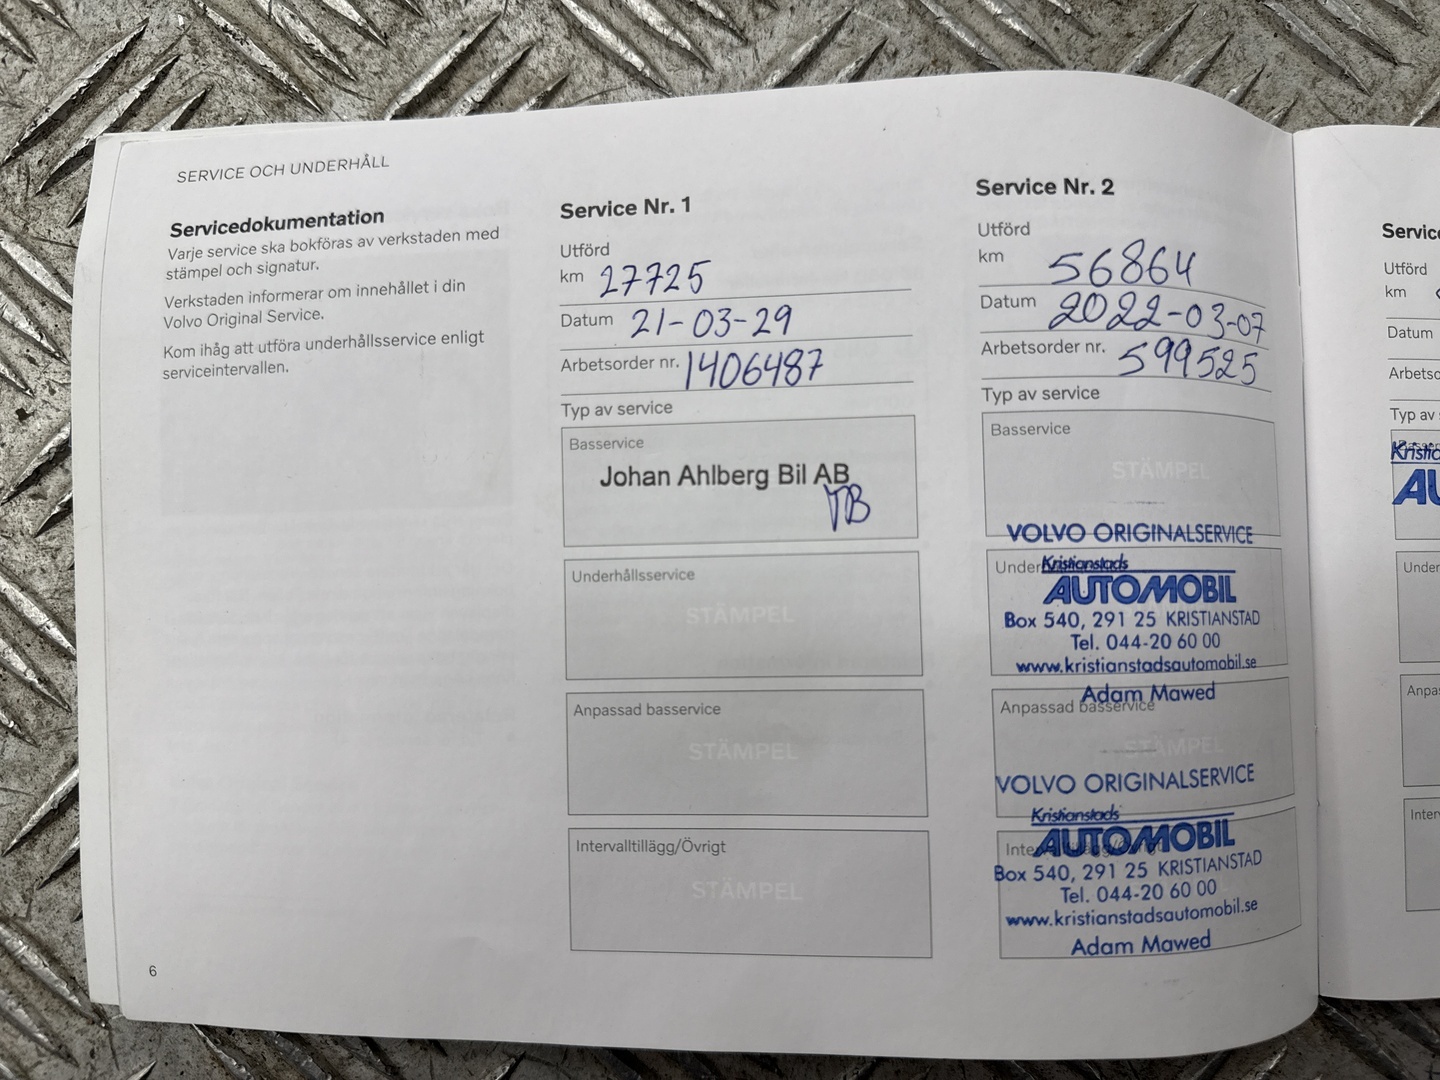 SERVICE OCH UNDERHÅLL
Servicedokumentation
Varje service ska bokföras av verkstaden med
stämpel och signatur.
Verkstaden informerar om innehållet i din
Volvo Original Service.
Kom ihåg att utföra underhållsservice enligt
serviceintervallen.
6
Service Nr. 1
Utförd
km 27725
Datum 21-03-29
Arbetsorder nr. 1406487
Typ av service
Basservice
Johan Ahlberg Bil AB
Underhållsservice
STÄMPEL
Anpassad basservice
STÄMPEL
Intervalltillägg/Övrigt
STÄMPEL
Service Nr. 2
Utförd
km 56864
Datum 2022-03-07
Arbetsorder nr. 599525
Typ av service
Basservice
STÄMPEL
VOLVO ORIGINALSERVICE
Kristianstads
AUTOMOBIL
Box 540, 291 25 KRISTIANSTAD
Tel. 044-20 60 00
www.kristianstadsautomobil.se
Adam Mawed
Anpassad basservice
STÄMPEL
VOLVO ORIGINALSERVICE
Kristianstads
AUTOMOBIL
Intervalltillägg/Övrigt
Box 540, 291 25 KRISTIANSTAD
Tel. 044-20 60 00
www.kristianstadsautomobil.se
Adam Mawed
Utförd
km
Datum
Typ av